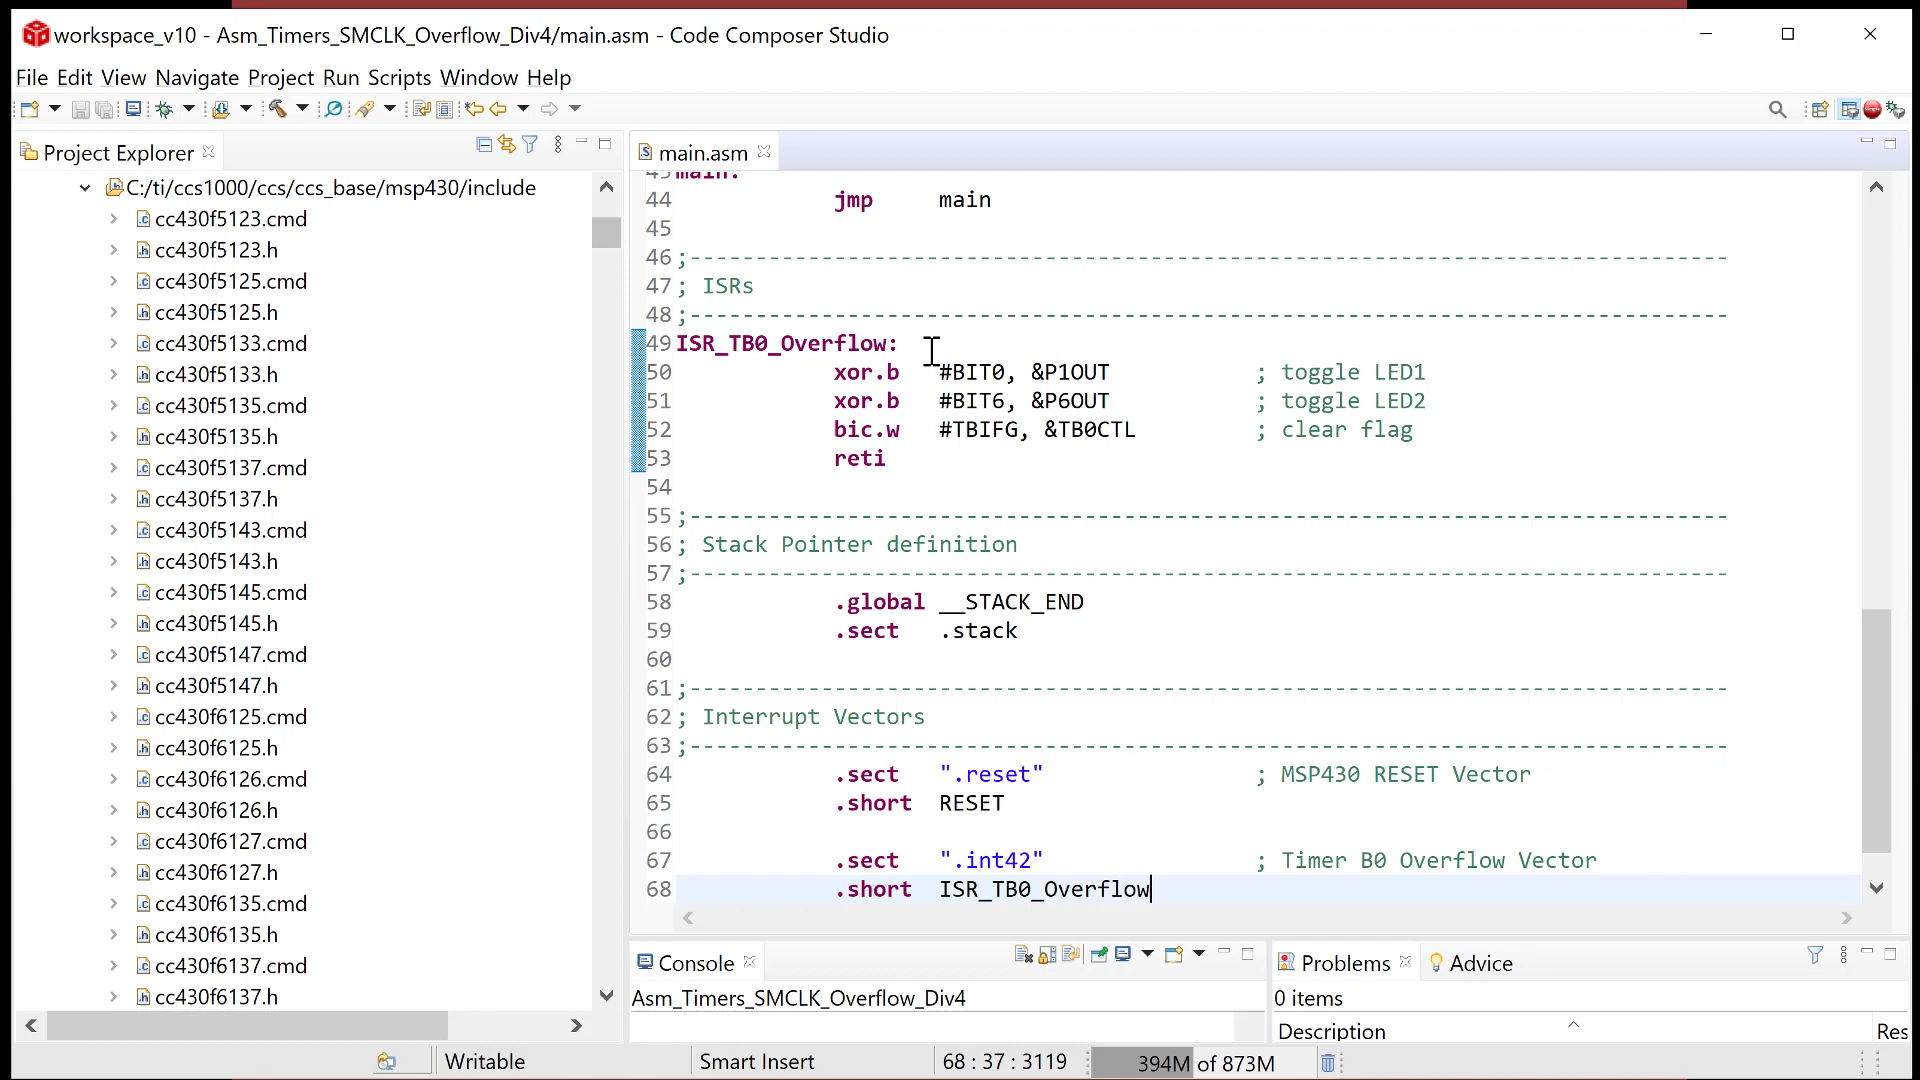 workspace_v10 - Asm_Timers_SMCLK_Overflow_Div4/main.asm - Code Composer Studio
File Edit View Navigate Project Run Scripts Window Help
Project Explorer
C:/ti/ccs1000/ccs/ccs_base/msp430/include
cc430f5123.cmd
cc430f5123.h
cc430f5125.cmd
cc430f5125.h
cc430f5133.cmd
cc430f5133.h
cc430f5135.cmd
cc430f5135.h
cc430f5137.cmd
cc430f5137.h
cc430f5143.cmd
cc430f5143.h
cc430f5145.cmd
cc430f5145.h
cc430f5147.cmd
cc430f5147.h
cc430f6125.cmd
cc430f6125.h
cc430f6126.cmd
cc430f6126.h
cc430f6127.cmd
cc430f6127.h
cc430f6135.cmd
cc430f6135.h
cc430f6137.cmd
cc430f6137.h
main.asm
43 main:
44 jmp main
45
46 ;-------------------------------------------------------------------------------
47 ; ISRs
48 ;-------------------------------------------------------------------------------
49 ISR_TB0_Overflow:
50 xor.b #BIT0, &P1OUT ; toggle LED1
51 xor.b #BIT6, &P6OUT ; toggle LED2
52 bic.w #TBIFG, &TB0CTL ; clear flag
53 reti
54
55 ;-------------------------------------------------------------------------------
56 ; Stack Pointer definition
57 ;-------------------------------------------------------------------------------
58 .global __STACK_END
59 .sect .stack
60
61 ;-------------------------------------------------------------------------------
62 ; Interrupt Vectors
63 ;-------------------------------------------------------------------------------
64 .sect ".reset" ; MSP430 RESET Vector
65 .short RESET
66
67 .sect ".int42" ; Timer B0 Overflow Vector
68 .short ISR_TB0_Overflow
Console
Asm_Timers_SMCLK_Overflow_Div4
Problems Advice
0 items
Description Res
Writable Smart Insert 68 : 37 : 3119 394M of 873M